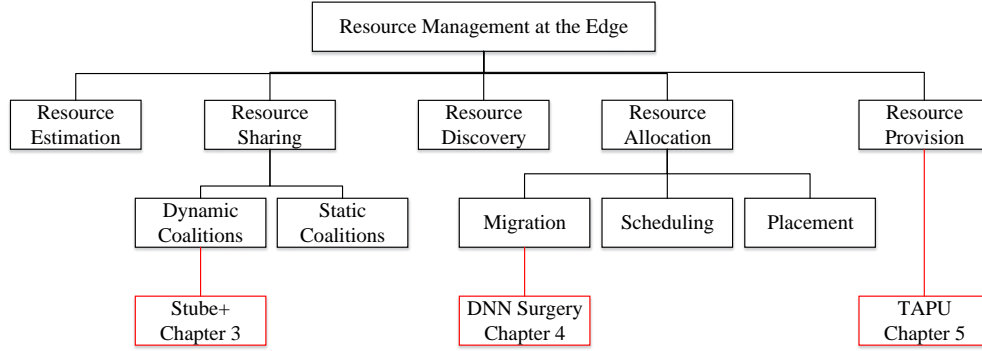 Resource Management at the Edge
Resource
Estimation
Resource
Sharing
Resource
Discovery
Resource
Allocation
Resource
Provision
Dynamic
Coalitions
Static
Coalitions
Migration
Scheduling
Placement
Stube+
Chapter 3
DNN Surgery
Chapter 4
TAPU
Chapter 5